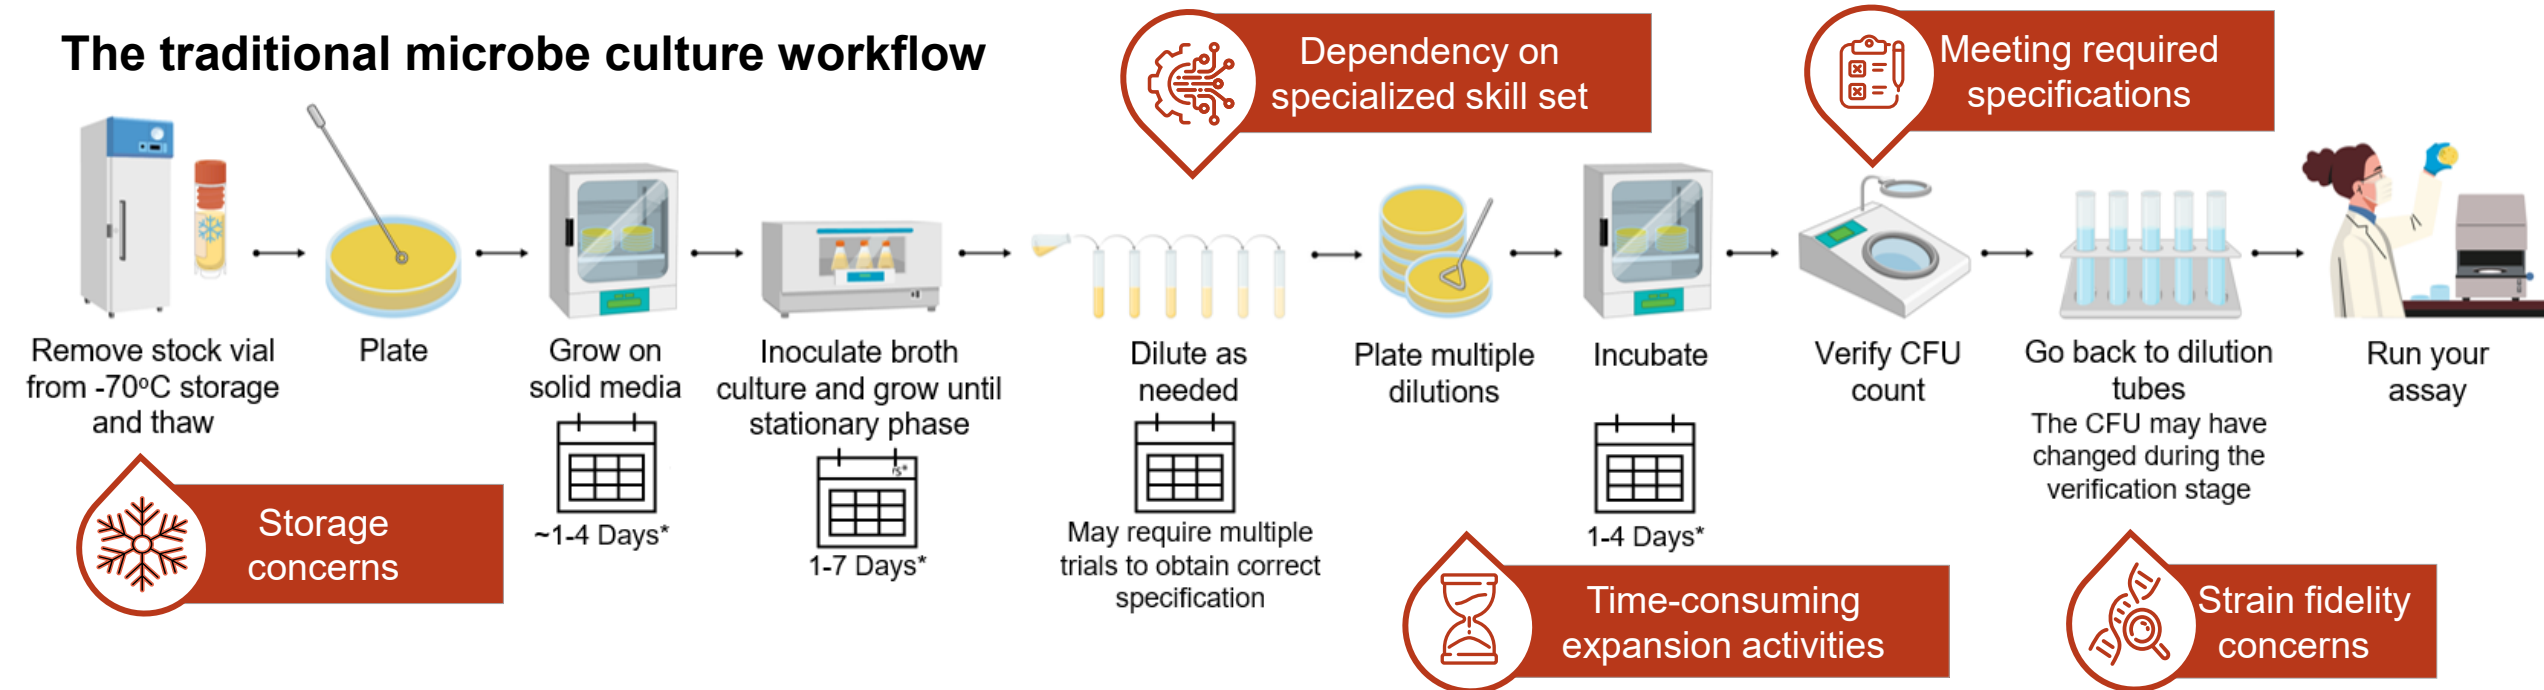 The traditional microbe culture workflow
Dependency on
specialized skill set
Meeting required
specifications
Remove stock vial
from -70°C storage
and thaw
Plate
Grow on
solid media
~1-4 Days*
Inoculate broth
culture and grow until
stationary phase
rs*
1-7 Days*
Dilute as
needed
May require multiple
trials to obtain correct
specification
Plate multiple
dilutions
Incubate
1-4 Days*
Verify CFU
count
Go back to dilution
tubes
The CFU may have
changed during the
verification stage
Run your
assay
Storage
concerns
Time-consuming
expansion activities
Strain fidelity
concerns